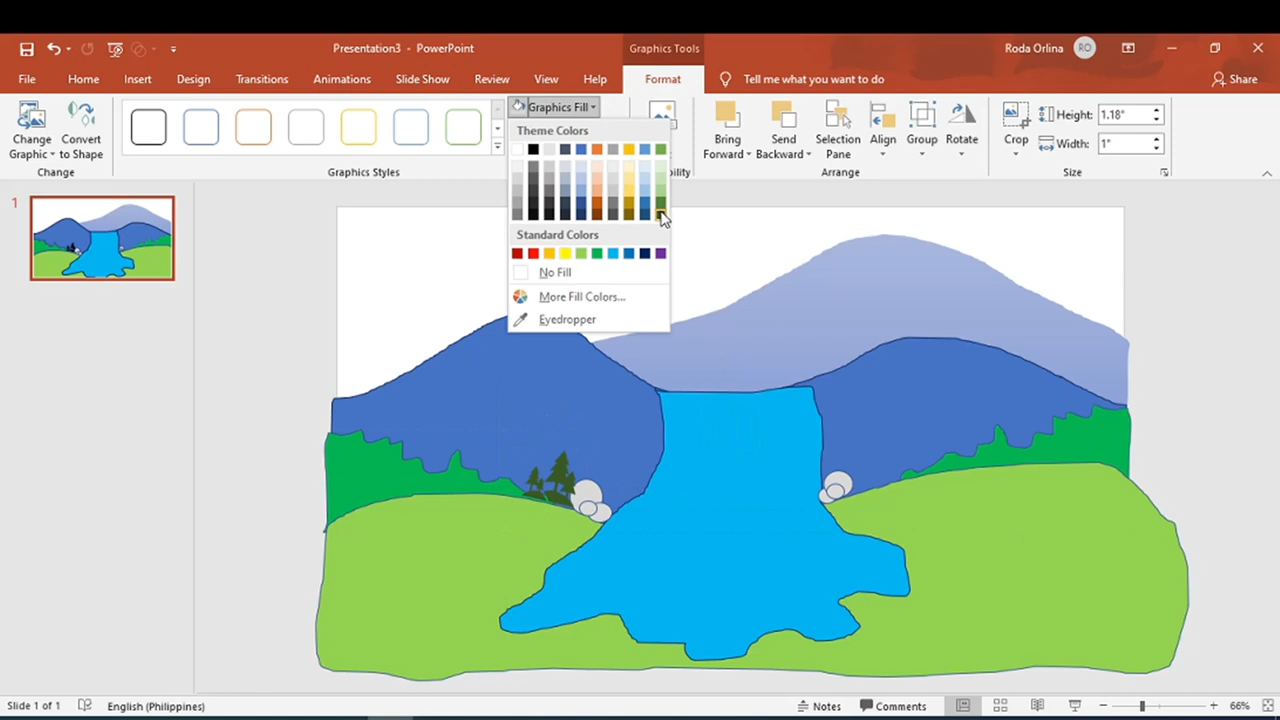 Presentation3 - PowerPoint
Graphics Tools
Roda Orlina
RO
File
Home
Insert
Design
Transitions
Animations
Slide Show
Review
View
Help
Format
Tell me what you want to do
Share
Change
Graphic
Convert
to Shape
Change
Graphics Styles
Graphics Fill
Theme Colors
Standard Colors
No Fill
More Fill Colors...
Eyedropper
Bring
Forward
Send
Backward
Selection
Pane
Align
Group
Rotate
Arrange
Crop
Height:
1.18"
Width:
1"
Size
1
Slide 1 of 1
English (Philippines)
Notes
Comments
66%